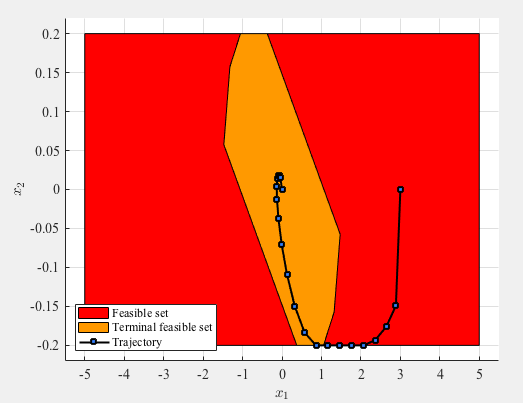 0.2
0.15
0.1
0.05
0
-0.05
-0.1
-0.15
-0.2
x2
Feasible set
Terminal feasible set
Trajectory
-5 -4 -3 -2 -1 0 1 2 3 4 5
x1